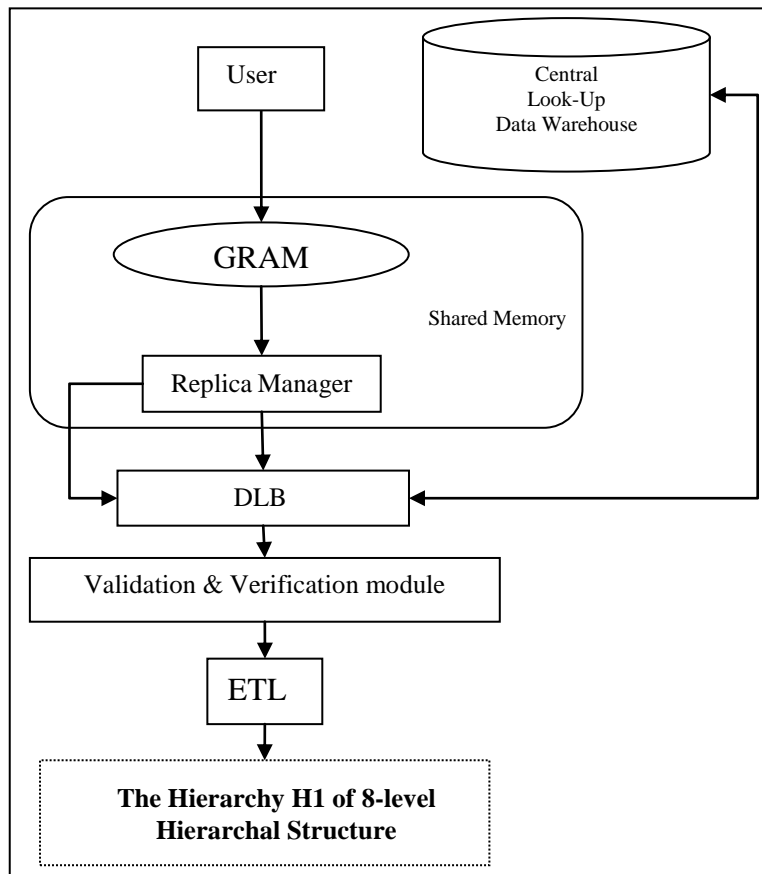 User
Central
Look-Up
Data Warehouse
GRAM
Shared Memory
Replica Manager
DLB
Validation & Verification module
ETL
The Hierarchy H1 of 8-level
Hierarchal Structure